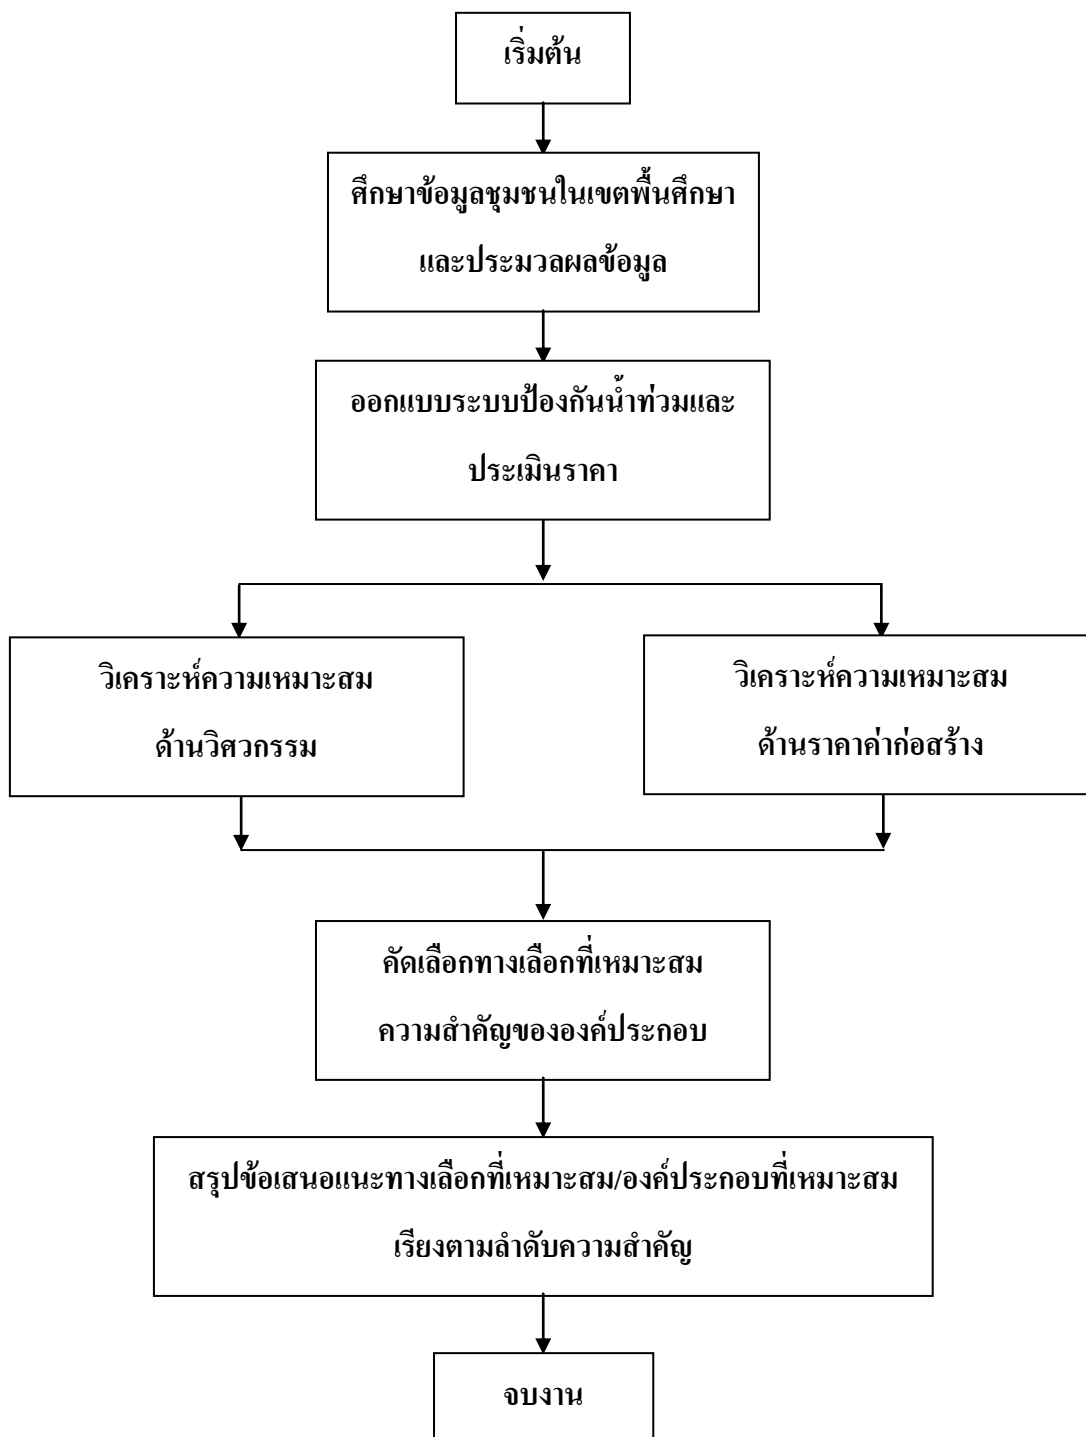 เริ่มต้น
ศึกษาข้อมูลชุมชนในเขตพื้นศึกษา
และประมวลผลข้อมูล
ออกแบบระบบป้องกันน้ำท่วมและ
ประเมินราคา
วิเคราะห์ความเหมาะสม
ด้านวิศวกรรม
วิเคราะห์ความเหมาะสม
ด้านราคาค่าก่อสร้าง
คัดเลือกทางเลือกที่เหมาะสม
ความสำคัญขององค์ประกอบ
สรุปข้อเสนอแนะทางเลือกที่เหมาะสม/องค์ประกอบที่เหมาะสม
เรียงตามลำดับความสำคัญ
จบงาน